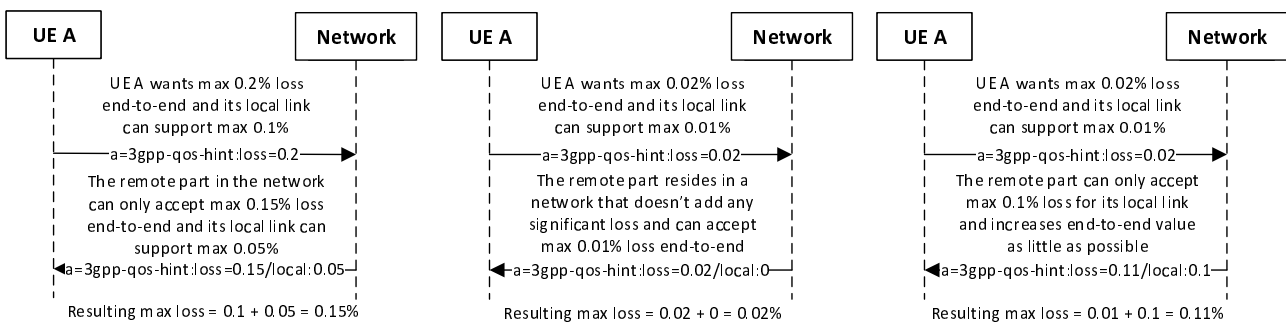 UE A
Network
UE A wants max 0.2% loss
end-to-end and its local link
can support max 0.1%
a=3gpp-qos-hint:loss=0.2
The remote part in the network
can only accept max 0.15% loss
end-to-end and its local link can
support max 0.05%
a=3gpp-qos-hint:loss=0.15/local:0.05
Resulting max loss = 0.1 + 0.05 = 0.15%
UE A
Network
UE A wants max 0.02% loss
end-to-end and its local link
can support max 0.01%
a=3gpp-qos-hint:loss=0.02
The remote part resides in a
network that doesn't add any
significant loss and can accept
max 0.01% loss end-to-end
a=3gpp-qos-hint:loss=0.02/local:0
Resulting max loss = 0.02 + 0 = 0.02%
UE A
Network
UE A wants max 0.02% loss
end-to-end and its local link
can support max 0.01%
a=3gpp-qos-hint:loss=0.02
The remote part can only accept
max 0.1% loss for its local link
and increases end-to-end value
as little as possible
a=3gpp-qos-hint:loss=0.11/local:0.1
Resulting max loss = 0.01 + 0.1 = 0.11%